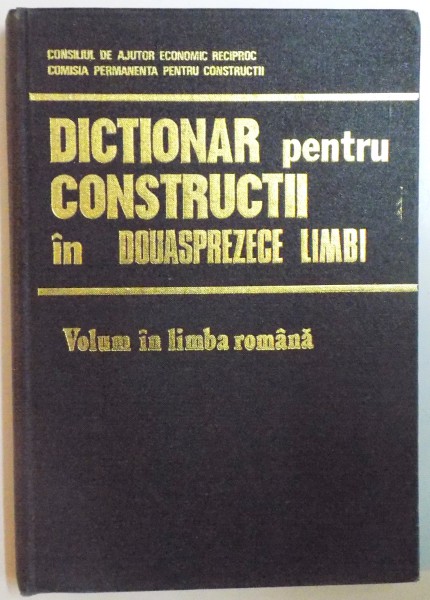 CONSILIUL DE AJUTOR ECONOMIC RECIPROC
COMISIA PERMANENTA PENTRU CONSTRUCTII
DICTIONAR pentru
CONSTRUCTII
în DOUASPREZECE LIMBI
Volum în limba română